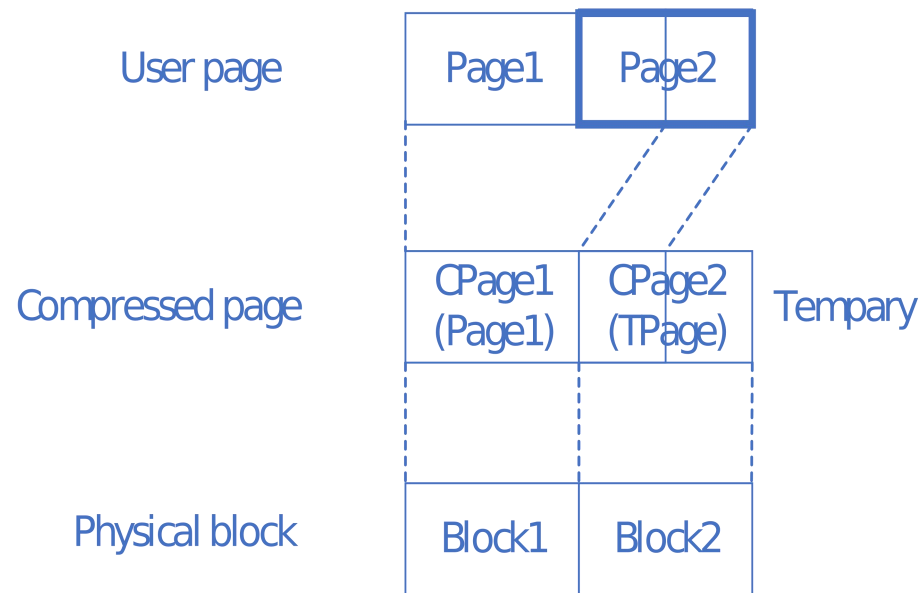 User page
Page1
Page2
Compressed page
CPage1
(Page1)
CPage2
(TPage)
Tempary
Physical block
Block1
Block2